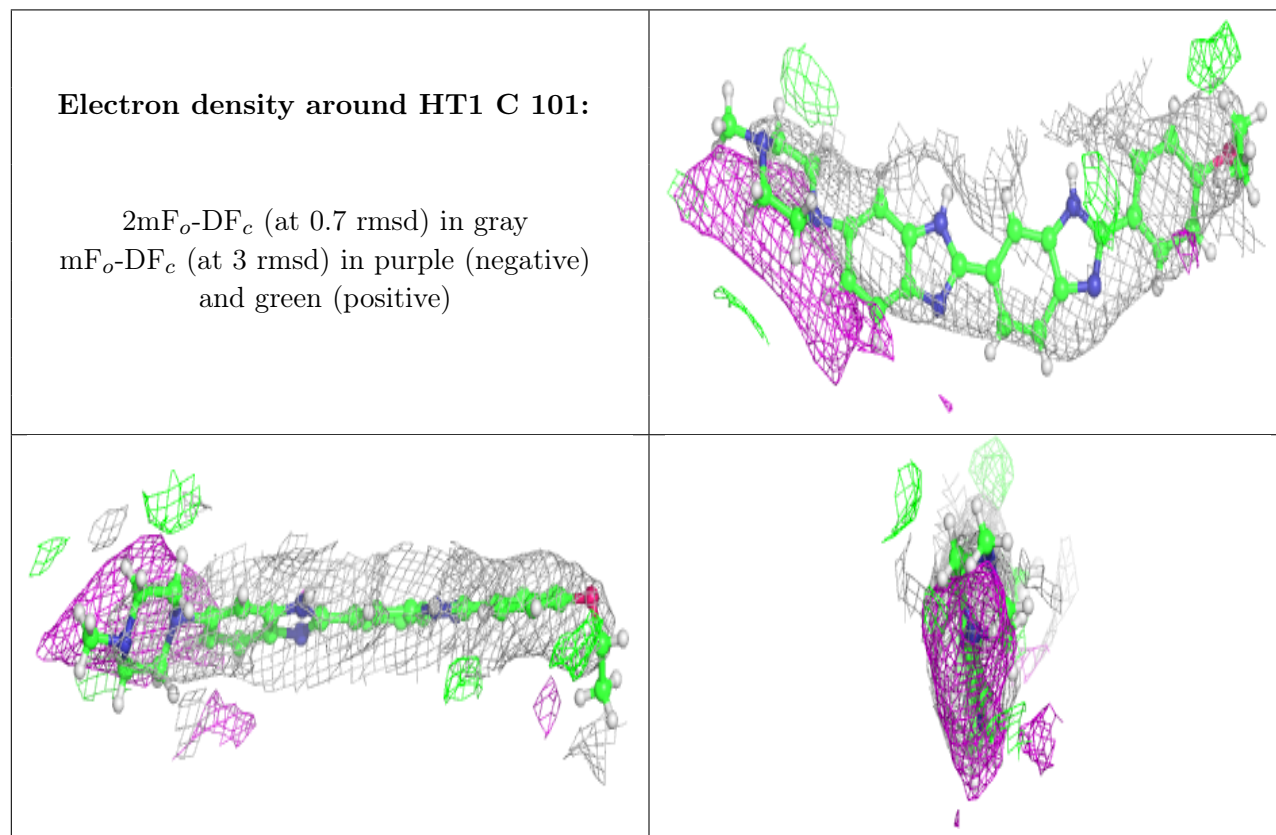 Electron density around HT1 C 101:
2mFₒ-DF𝒸 (at 0.7 rmsd) in gray
mFₒ-DF𝒸 (at 3 rmsd) in purple (negative)
and green (positive)